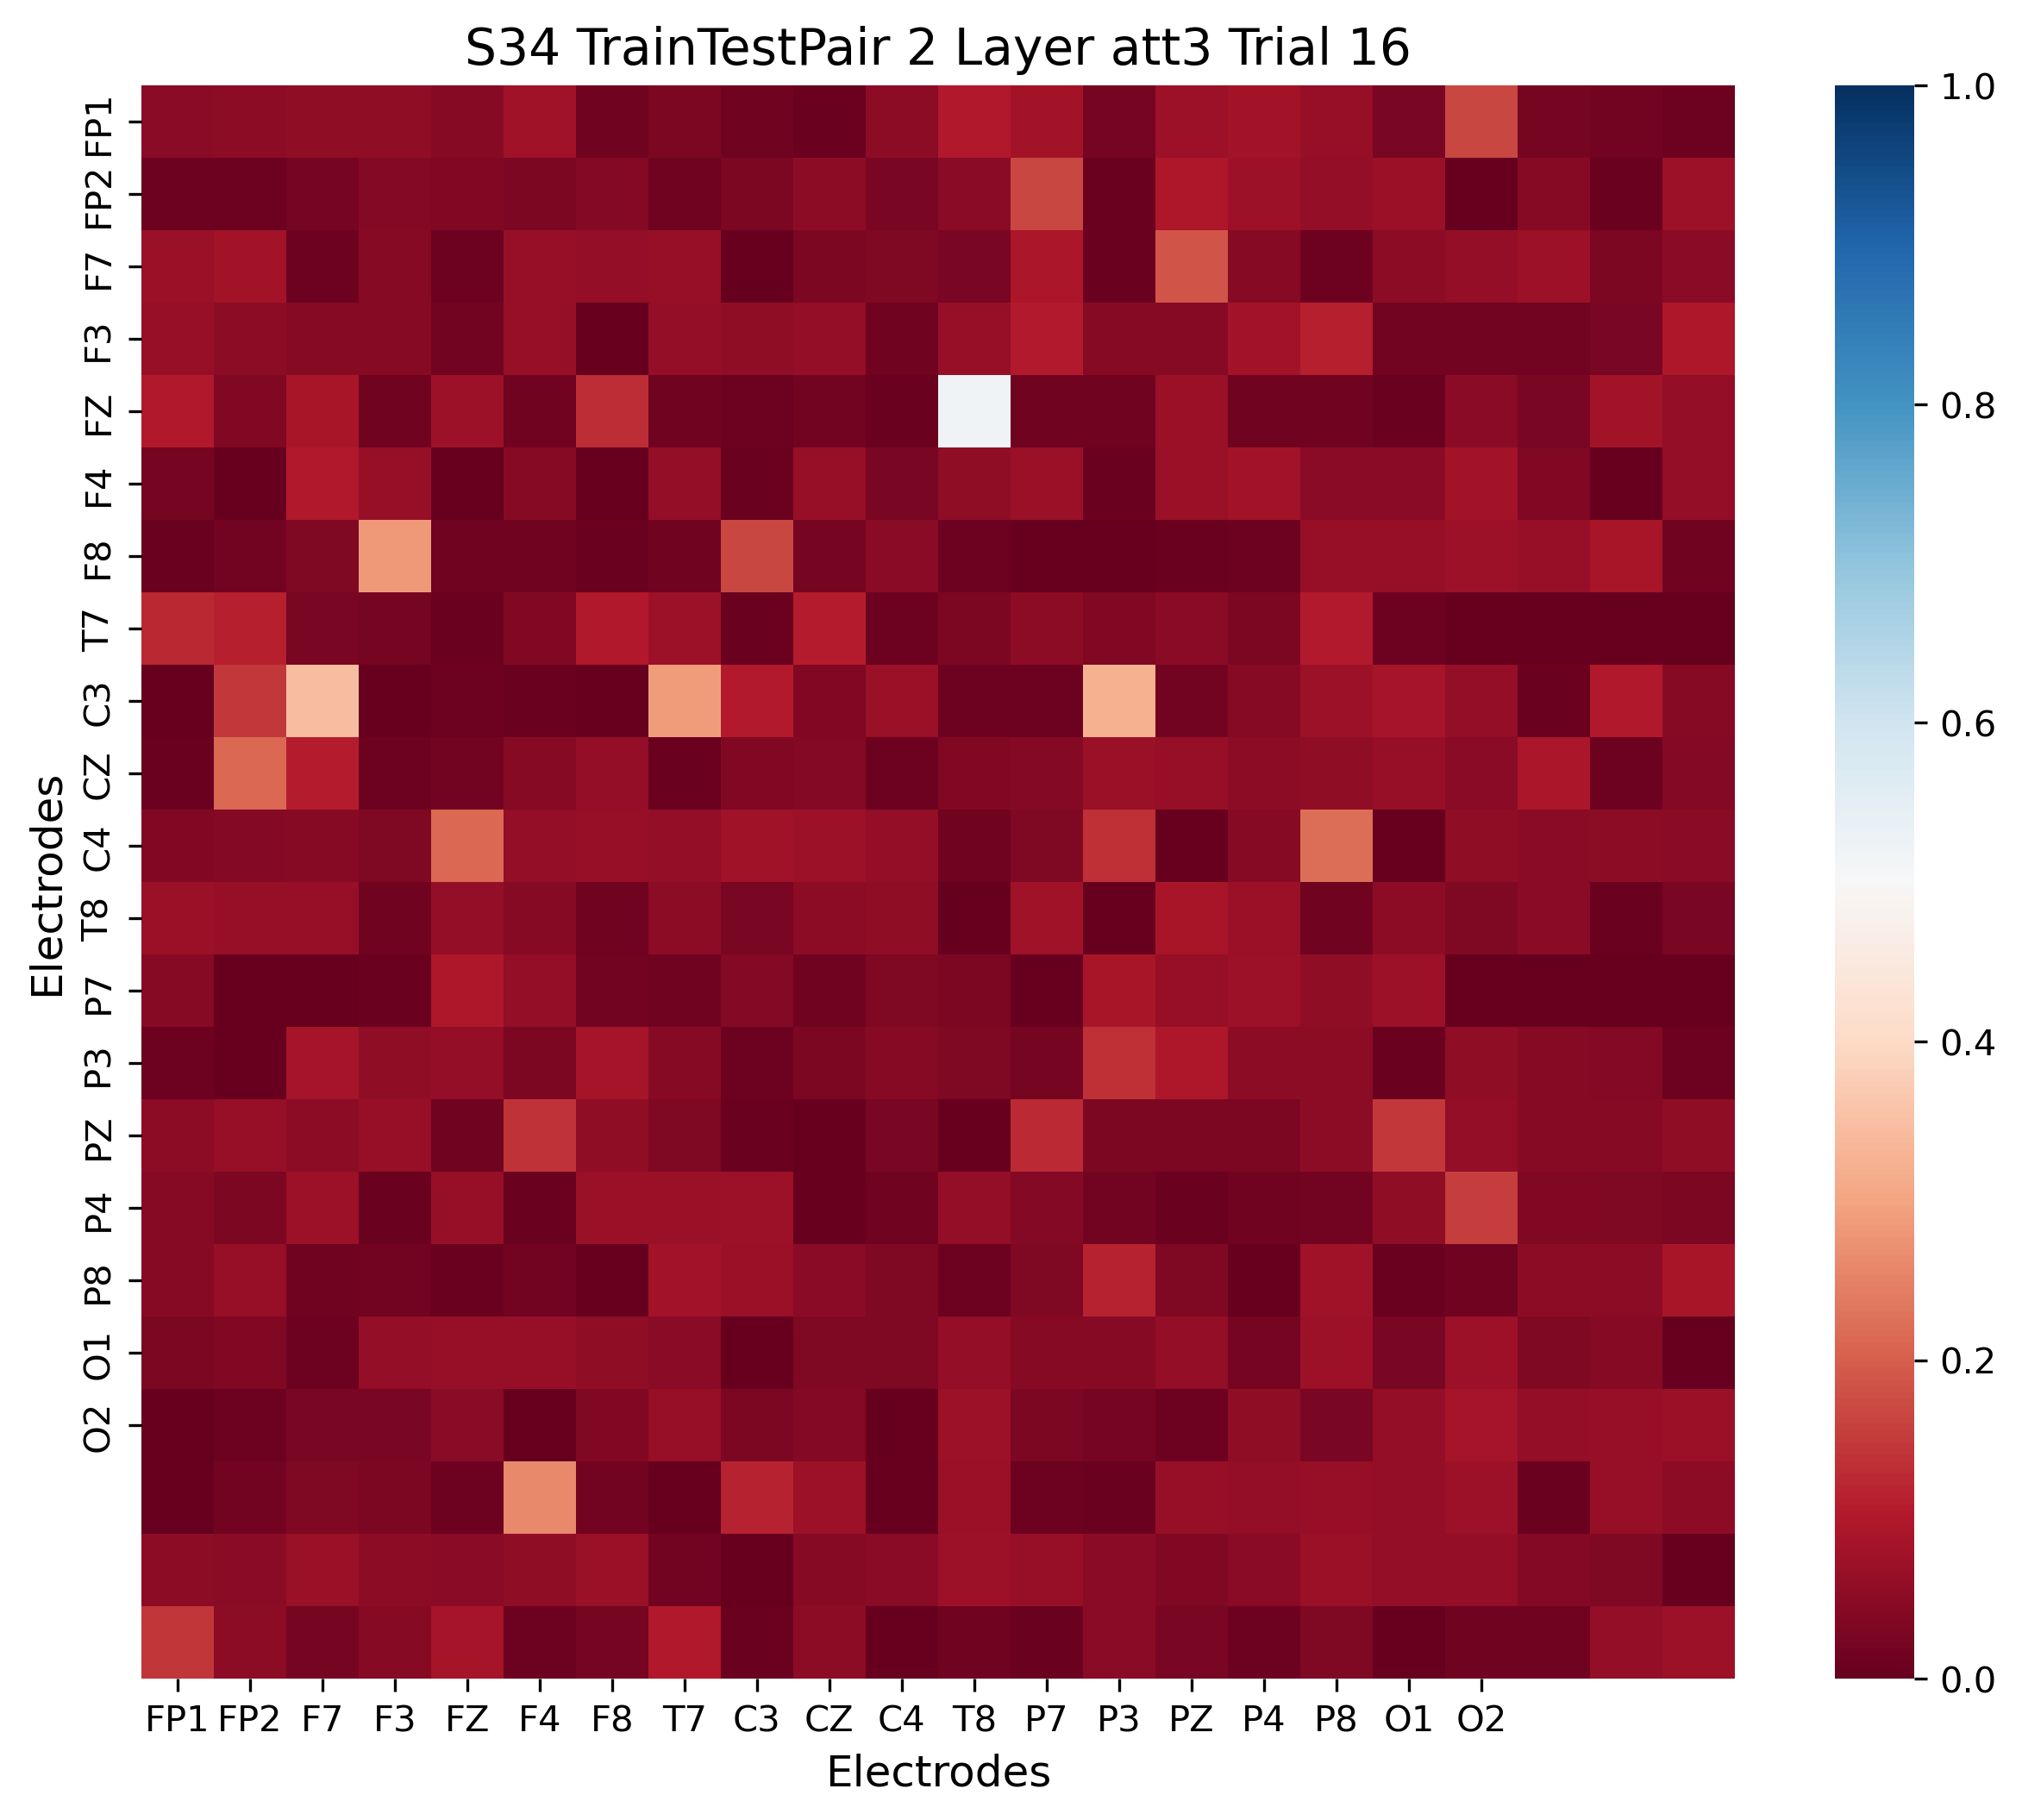 S34 TrainTestPair 2 Layer att3 Trial 16
Electrodes
FP1
FP2
F7
F3
FZ
F4
F8
T7
C3
CZ
C4
T8
P7
P3
PZ
P4
P8
O1
O2
FP1 FP2 F7 F3 FZ F4 F8 T7 C3 CZ C4 T8 P7 P3 PZ P4 P8 O1 O2
Electrodes
1.0
0.8
0.6
0.4
0.2
0.0